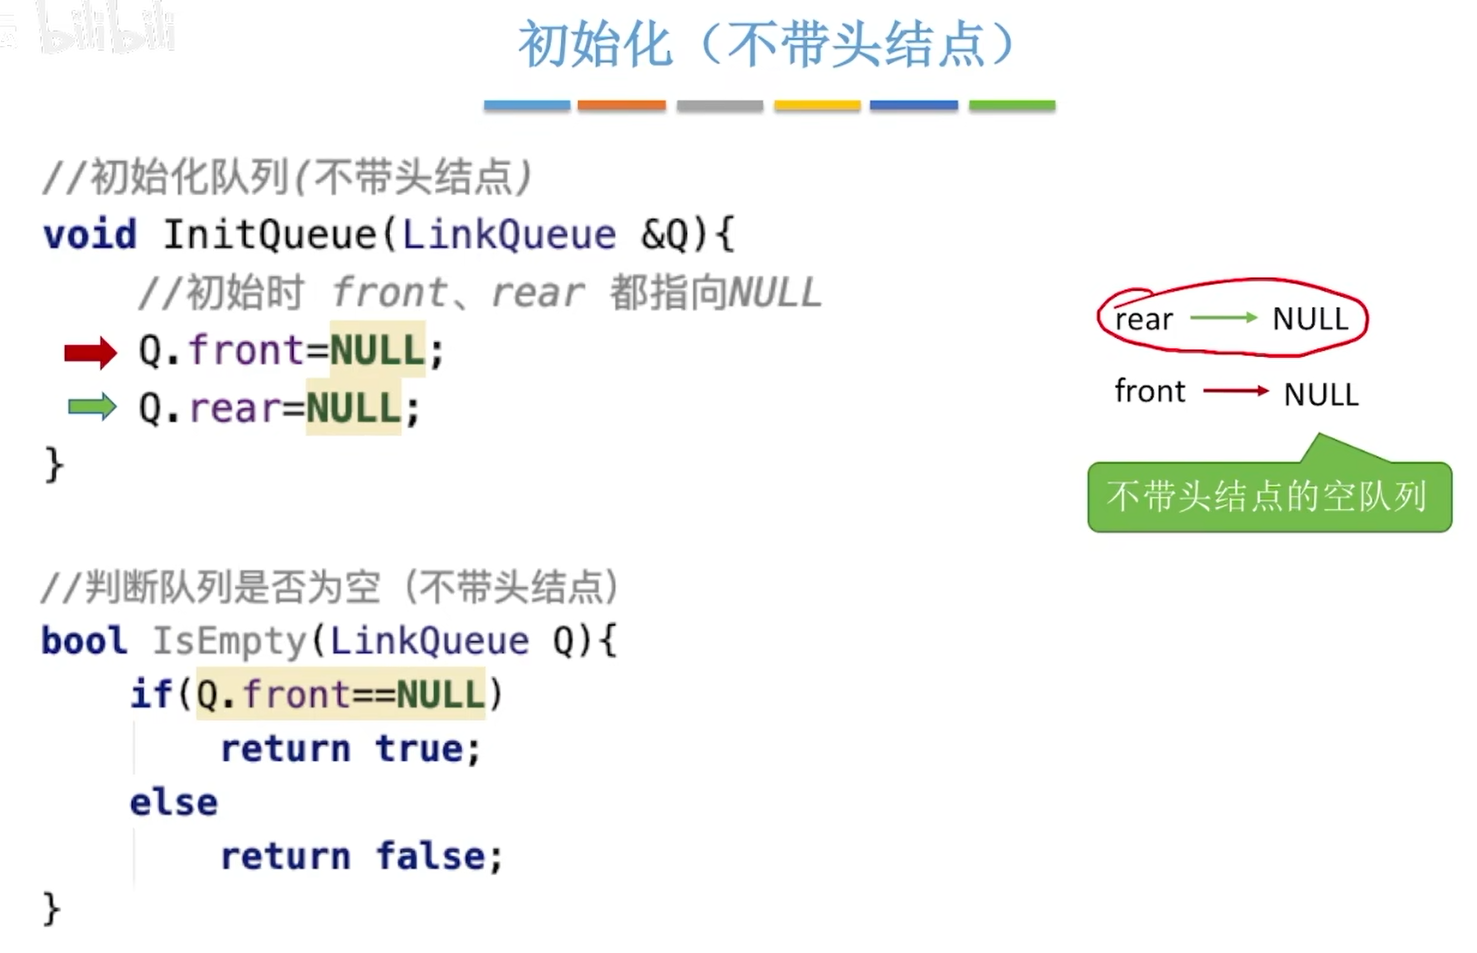 bilibili
初始化（不带头结点）
//初始化队列(不带头结点)
void InitQueue(LinkQueue &Q){
//初始时 front、rear 都指向NULL
Q.front=NULL;
Q.rear=NULL;
}
rear NULL
front NULL
不带头结点的空队列
//判断队列是否为空（不带头结点）
bool IsEmpty(LinkQueue Q){
if(Q.front==NULL)
return true;
else
return false;
}